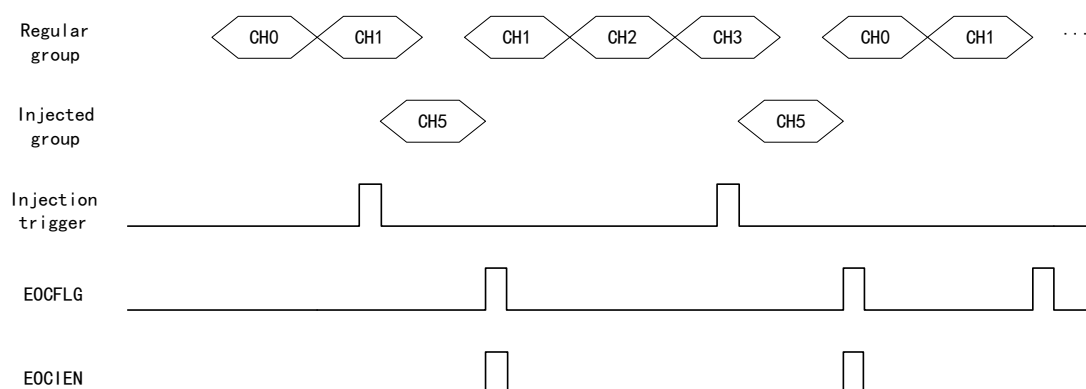 Regular
group
CH0 CH1 CH1 CH2 CH3 CH0 CH1 ...
Injected
group
CH5 CH5
Injection
trigger
EOCFLG
EOCIEN